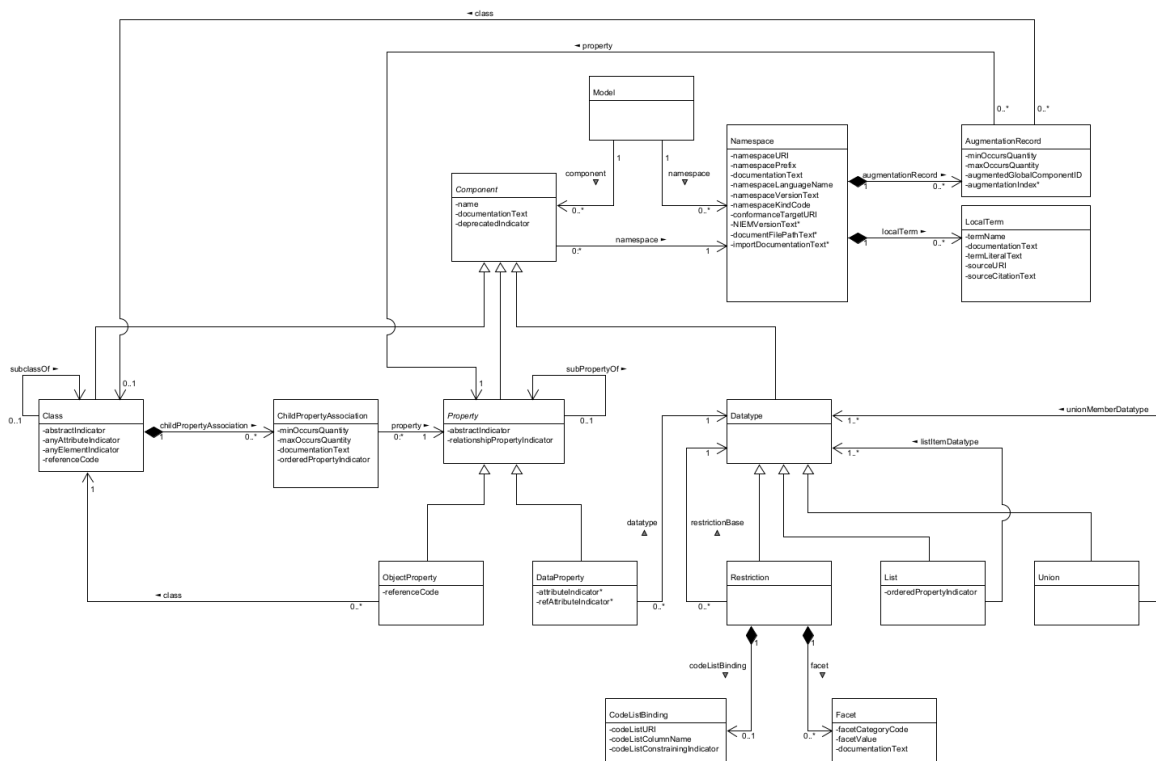 ◄ class
◄ property
Model
0..*
0..*
Namespace
-namespaceURI
-namespacePrefix
-documentationText
-namespaceLanguageName
-namespaceVersionText
-namespaceKindCode
-conformanceTargetURI
-NIEMVersionText*
-documentFilePathText*
-importDocumentationText*
AugmentationRecord
-minOccursQuantity
-maxOccursQuantity
-augmentedGlobalComponentID
-augmentationIndex*
1
1
component
namespace
augmentationRecord ►
1
0..*
Component
-name
-documentationText
-deprecatedIndicator
0..*
0..*
LocalTerm
-termName
-documentationText
-termLiteralText
-sourceURI
-sourceCitationText
localTerm ►
1
0..*
0..*
namespace ►
1
subclassOf ►
0..1
1
subPropertyOf ►
0..1
Class
-abstractIndicator
-anyAttributeIndicator
-anyElementIndicator
-referenceCode
0..1
childPropertyAssociation ►
1
0..*
ChildPropertyAssociation
-minOccursQuantity
-maxOccursQuantity
-documentationText
-orderedPropertyIndicator
property ►
0..*
1
Property
-abstractIndicator
-relationshipPropertyIndicator
1
Datatype
1..*
◄ unionMemberDatatype
1
1..*
◄ listItemDatatype
1
datatype
restrictionBase
ObjectProperty
-referenceCode
DataProperty
-attributeIndicator*
-refAttributeIndicator*
Restriction
List
-orderedPropertyIndicator
Union
◄ class
0..*
0..*
0..*
1
1
codeListBinding
facet
CodeListBinding
-codeListURI
-codeListColumnName
-codeListConstrainingIndicator
0..1
0..*
Facet
-facetCategoryCode
-facetValue
-documentationText